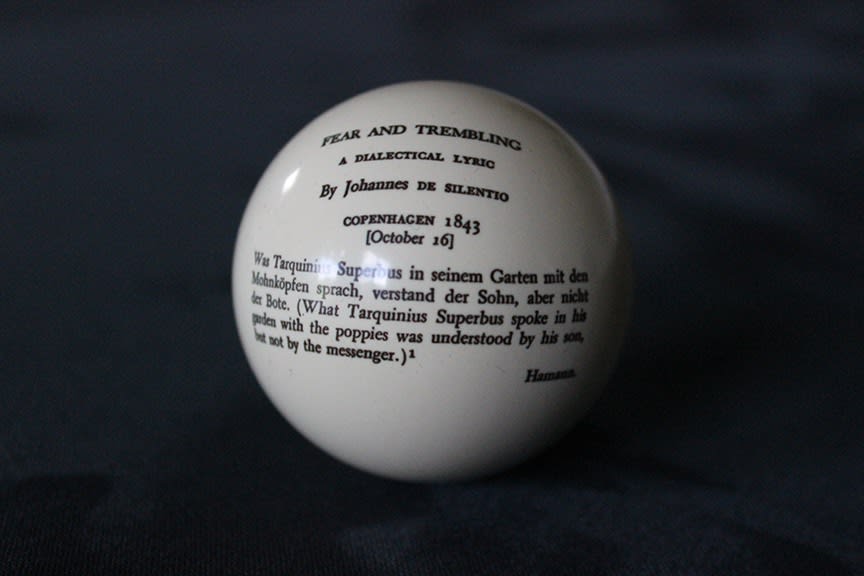 FEAR AND TREMBLING
A DIALECTICAL LYRIC
By Johannes DE SILENTIO
COPENHAGEN 1843
[October 16]
Was Tarquinius Superbus in seinem Garten mit den
Mohnköpfen sprach, verstand der Sohn, aber nicht
der Bote. (What Tarquinius Superbus spoke in his
garden with the poppies was understood by his son,
but not by the messenger.)¹
Hamann.